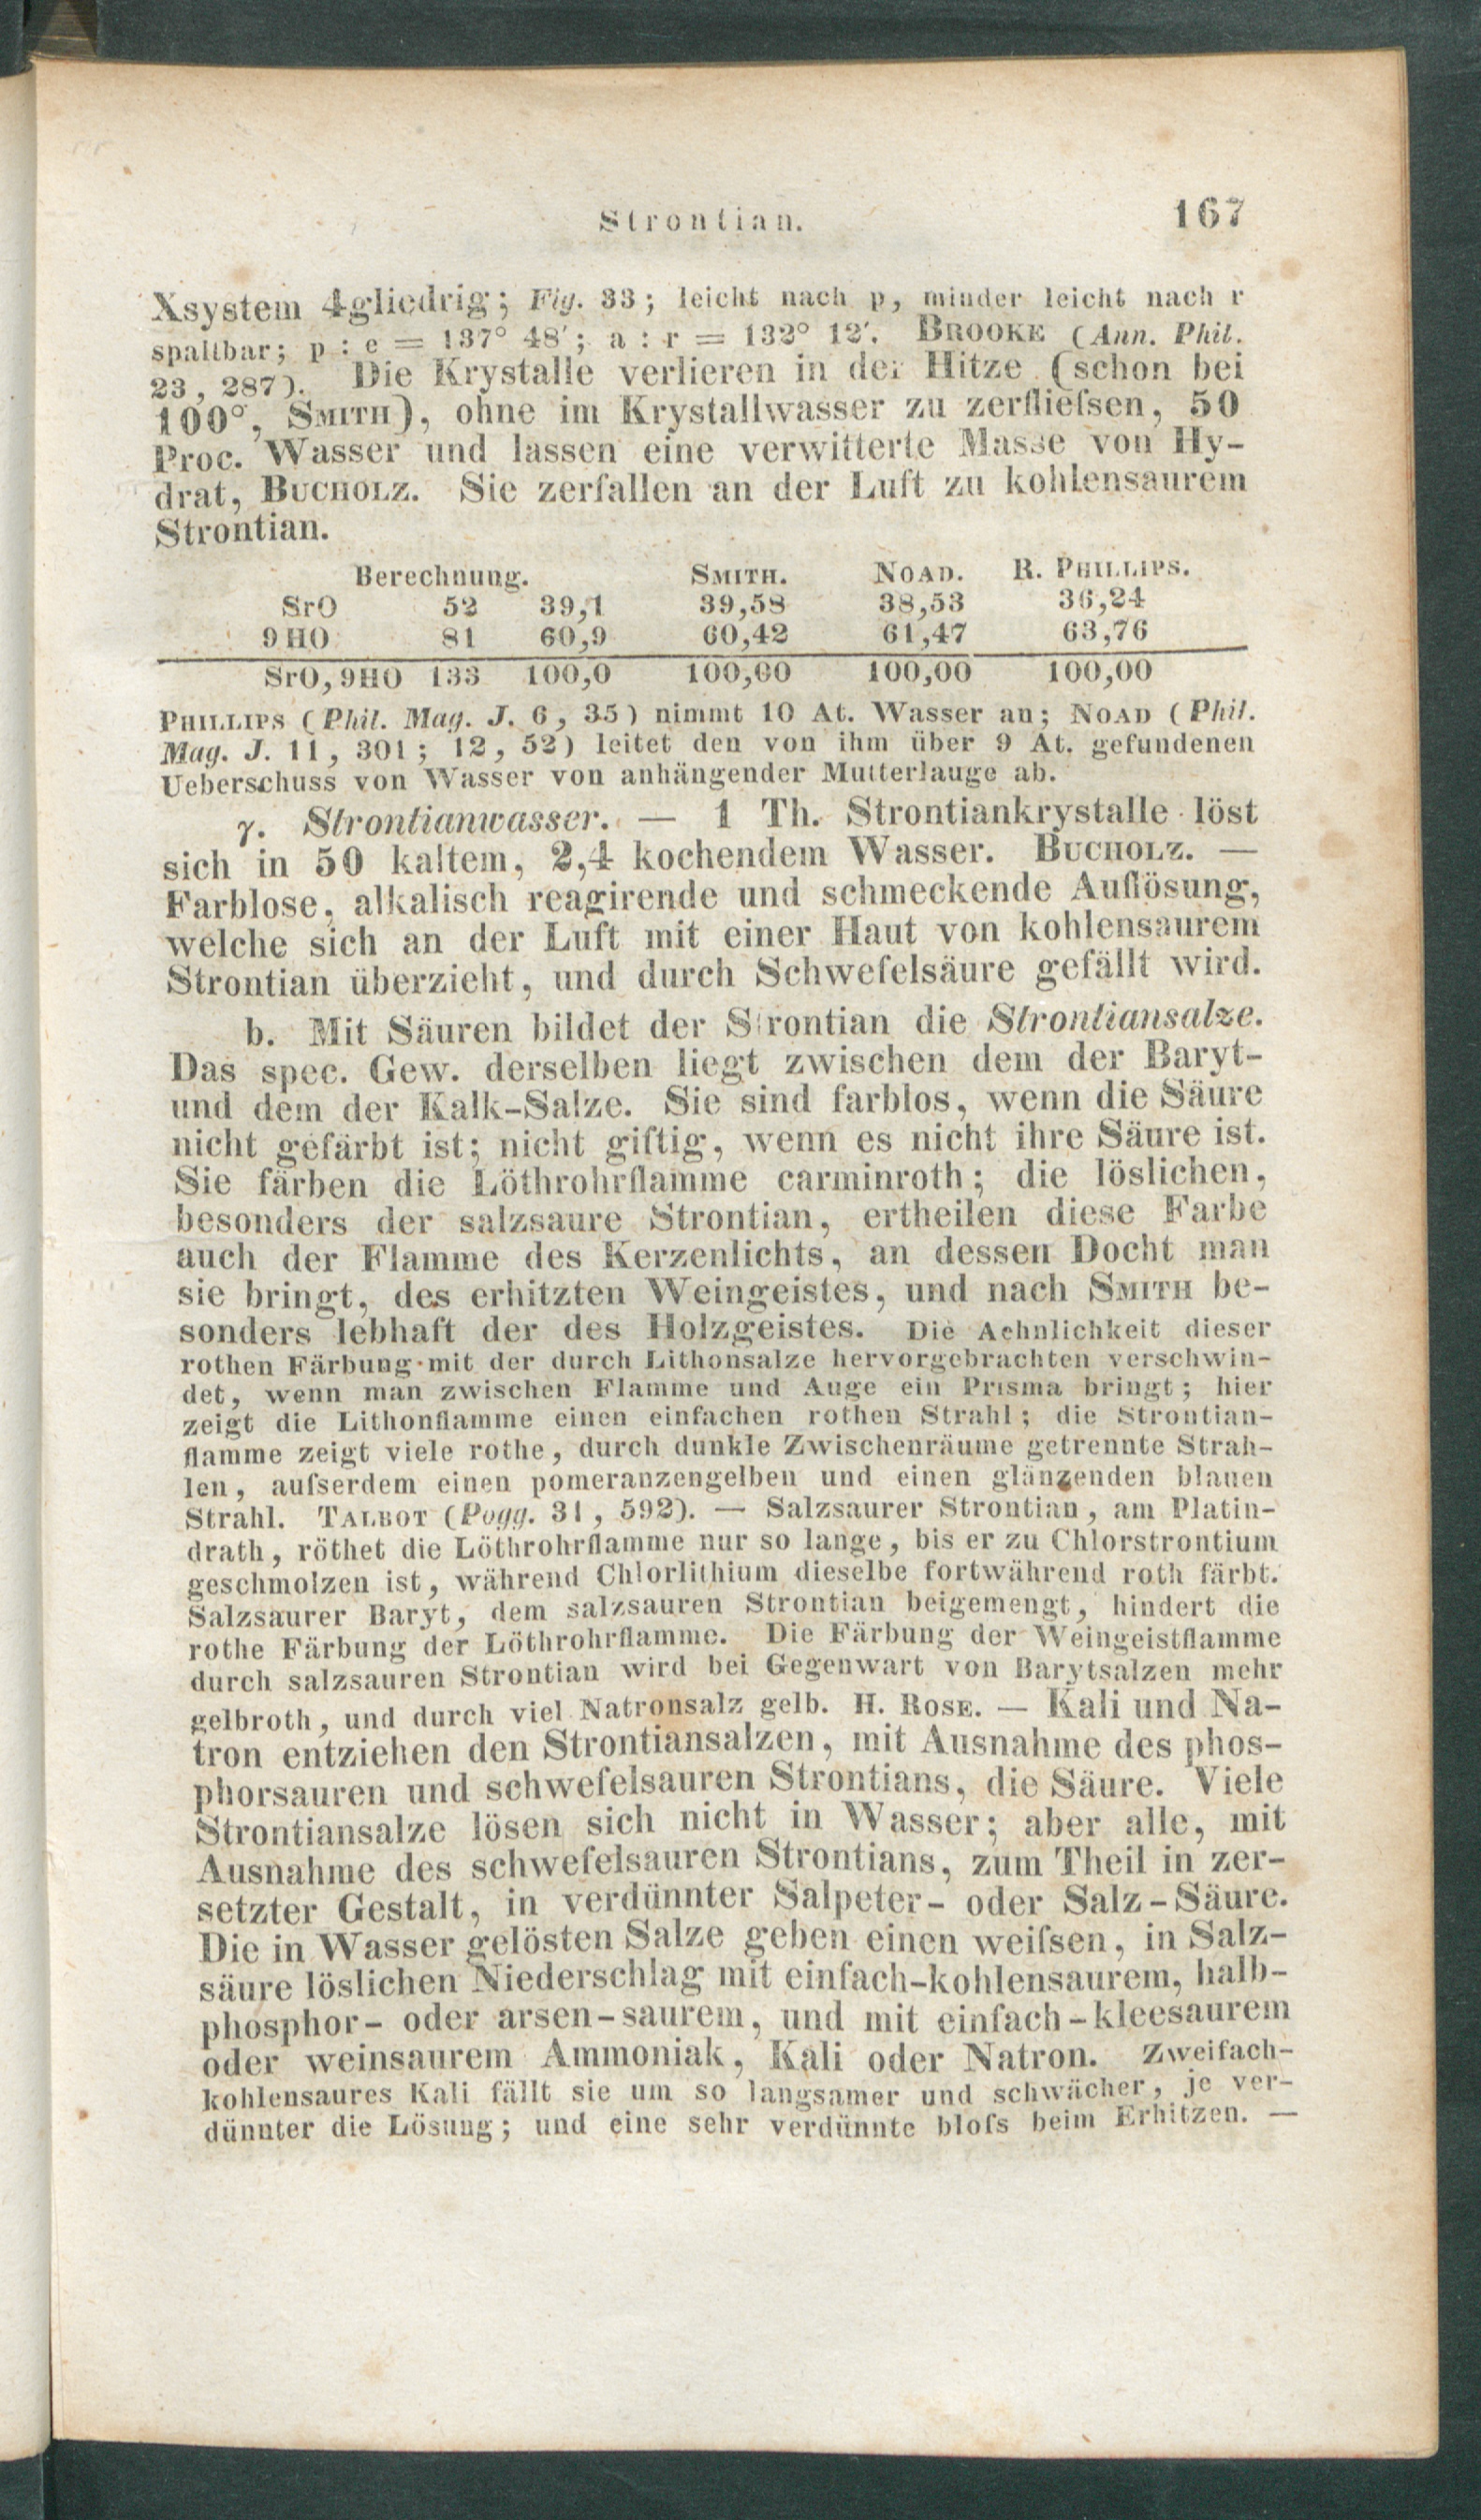 Strontian. 167
Xsystem 4gliedrig; Fig. 33; leicht nach p, minder leicht nach r
spaltbar; p : e = 137° 48′; a : r = 132° 12′. BROOKE (Ann. Phil.
23, 287). Die Krystalle verlieren in der Hitze (schon bei
100°, SMITH), ohne im Krystallwasser zu zerfliefsen, 50
Proc. Wasser und lassen eine verwitterte Masse von Hy-
drat, BUCHOLZ. Sie zerfallen an der Luft zu kohlensaurem
Strontian.
Berechnung. SMITH. NOAD. R. PHILLIPS.
SrO 52 39,1 39,58 38,53 36,24
9HO 81 60,9 60,42 61,47 63,76
SrO, 9HO 133 100,0 100,00 100,00 100,00
PHILLIPS (Phil. Mag. J. 6, 35) nimmt 10 At. Wasser an; NOAD (Phil.
Mag. J. 11, 301; 12, 52) leitet den von ihm über 9 At. gefundenen
Ueberschuss von Wasser von anhängender Mutterlauge ab.
γ. Strontianwasser. — 1 Th. Strontiankrystalle löst
sich in 50 kaltem, 2,4 kochendem Wasser. BUCHOLZ. —
Farblose, alkalisch reagirende und schmeckende Auflösung,
welche sich an der Luft mit einer Haut von kohlensaurem
Strontian überzieht, und durch Schwefelsäure gefällt wird.
b. Mit Säuren bildet der Strontian die Strontiansalze.
Das spec. Gew. derselben liegt zwischen dem der Baryt-
und dem der Kalk-Salze. Sie sind farblos, wenn die Säure
nicht gefärbt ist; nicht giftig, wenn es nicht ihre Säure ist.
Sie färben die Löthrohrflamme carminroth; die löslichen,
besonders der salzsaure Strontian, ertheilen diese Farbe
auch der Flamme des Kerzenlichts, an dessen Docht man
sie bringt, des erhitzten Weingeistes, und nach SMITH be-
sonders lebhaft der des Holzgeistes. Die Aehnlichkeit dieser
rothen Färbung mit der durch Lithonsalze hervorgebrachten verschwin-
det, wenn man zwischen Flamme und Auge ein Prisma bringt; hier
zeigt die Lithonflamme einen einfachen rothen Strahl; die Strontian-
flamme zeigt viele rothe, durch dunkle Zwischenräume getrennte Strah-
len, aufserdem einen pomeranzengelben und einen glänzenden blauen
Strahl. TALBOT (Pogg. 31, 592). — Salzsaurer Strontian, am Platin-
drath, röthet die Löthrohrflamme nur so lange, bis er zu Chlorstrontium
geschmolzen ist, während Chlorlithium dieselbe fortwährend roth färbt.
Salzsaurer Baryt, dem salzsauren Strontian beigemengt, hindert die
rothe Färbung der Löthrohrflamme. Die Färbung der Weingeistflamme
durch salzsauren Strontian wird bei Gegenwart von Barytsalzen mehr
gelbroth, und durch viel Natronsalz gelb. H. ROSE. — Kali und Na-
tron entziehen den Strontiansalzen, mit Ausnahme des phos-
phorsauren und schwefelsauren Strontians, die Säure. Viele
Strontiansalze lösen sich nicht in Wasser; aber alle, mit
Ausnahme des schwefelsauren Strontians, zum Theil in zer-
setzter Gestalt, in verdünnter Salpeter- oder Salz-Säure.
Die in Wasser gelösten Salze geben einen weifsen, in Salz-
säure löslichen Niederschlag mit einfach-kohlensaurem, halb-
phosphor- oder arsen-saurem, und mit einfach-kleesaurem
oder weinsaurem Ammoniak, Kali oder Natron. Zweifach-
kohlensaures Kali fällt sie um so langsamer und schwächer, je ver-
dünnter die Lösung; und eine sehr verdünnte blofs beim Erhitzen. —